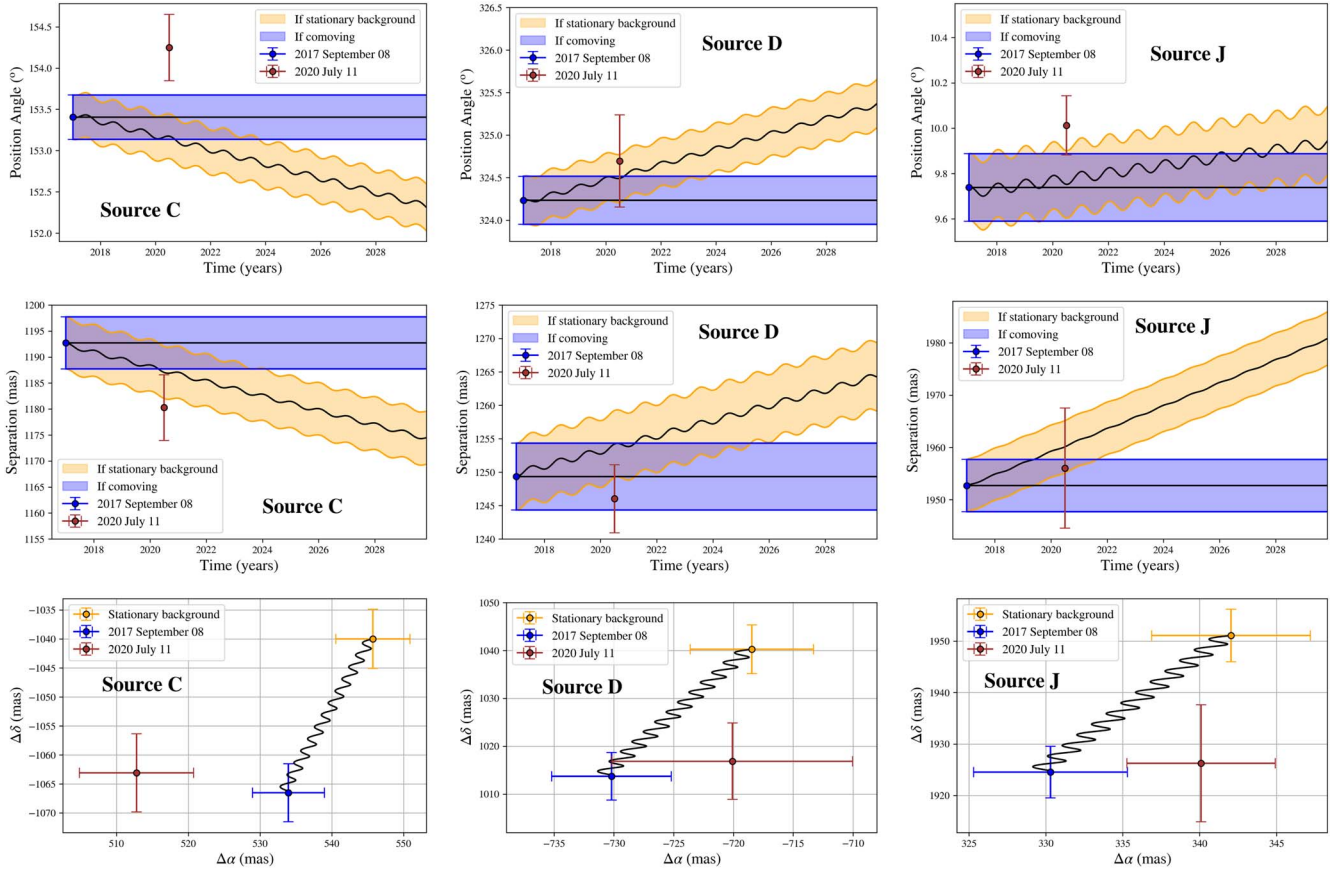 154.5
154.0
153.5
153.0
152.5
152.0
Position Angle (°)
If stationary background
If comoving
2017 September 08
2020 July 11
Source C
2018 2020 2022 2024 2026 2028
Time (years)
326.5
326.0
325.5
325.0
324.5
324.0
Position Angle (°)
If stationary background
If comoving
2017 September 08
2020 July 11
Source D
2018 2020 2022 2024 2026 2028
Time (years)
10.4
10.2
10.0
9.8
9.6
Position Angle (°)
If stationary background
If comoving
2017 September 08
2020 July 11
Source J
2018 2020 2022 2024 2026 2028
Time (years)
1200
1195
1190
1185
1180
1175
1170
1165
1160
1155
Separation (mas)
If stationary background
If comoving
2017 September 08
2020 July 11
Source C
2018 2020 2022 2024 2026 2028
Time (years)
1275
1270
1265
1260
1255
1250
1245
1240
Separation (mas)
If stationary background
If comoving
2017 September 08
2020 July 11
Source D
2018 2020 2022 2024 2026 2028
Time (years)
1980
1970
1960
1950
Separation (mas)
If stationary background
If comoving
2017 September 08
2020 July 11
Source J
2018 2020 2022 2024 2026 2028
Time (years)
−1035
−1040
−1045
−1050
−1055
−1060
−1065
−1070
Δδ (mas)
Stationary background
2017 September 08
2020 July 11
Source C
510 520 530 540 550
Δα (mas)
1050
1040
1030
1020
1010
Δδ (mas)
Stationary background
2017 September 08
2020 July 11
Source D
−735 −730 −725 −720 −715 −710
Δα (mas)
1950
1940
1930
1920
Δδ (mas)
Stationary background
2017 September 08
2020 July 11
Source J
325 330 335 340 345
Δα (mas)